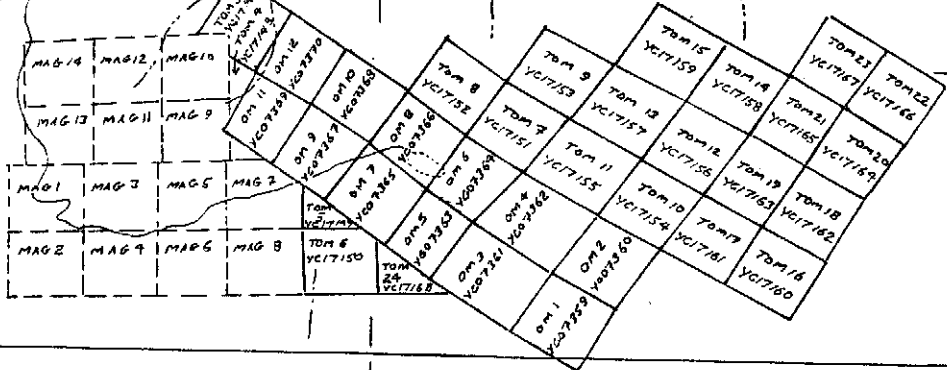 MAG 14
MAG 12
MAG 10
MAG 13
MAG 11
MAG 9
MAG 1
MAG 3
MAG 5
MAG 7
MAG 2
MAG 4
MAG 6
MAG 8
TOM 6
YC17150
TOM
24
YC17168
TOM 4
OM 12
YC07370
OM 11
YC07369
OM 10
YC07368
OM 9
YC07367
OM 8
YC07366
OM 7
YC07365
OM 6
YC07364
OM 5
YC07363
OM 4
YC07362
OM 3
YC07361
OM 2
YC07360
OM 1
YC07359
TOM 8
YC17152
TOM 7
YC17151
TOM 9
YC17153
TOM 11
YC17155
TOM 13
YC17157
TOM 10
YC17154
TOM 15
YC17159
TOM 12
YC17156
TOM 14
YC17158
TOM 17
YC17161
TOM 19
YC17163
TOM 21
YC17165
TOM 23
YC17167
TOM 16
YC17160
TOM 18
YC17162
TOM 20
YC17164
TOM 22
YC17166